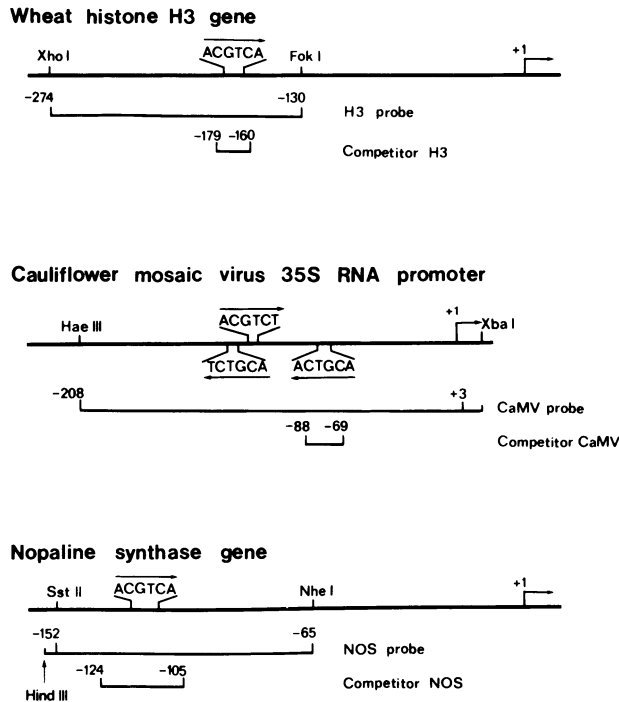 Wheat histone H3 gene
Xho I
ACGTCA
Fok I
+1
-274
-130
H3 probe
-179 -160
Competitor H3
Cauliflower mosaic virus 35S RNA promoter
Hae III
ACGTCT
+1
Xba I
TCTGCA
ACTGCA
-208
+3
CaMV probe
-88 -69
Competitor CaMV
Nopaline synthase gene
Sst II
ACGTCA
Nhe I
+1
-152
-65
NOS probe
-124 -105
Competitor NOS
Hind III